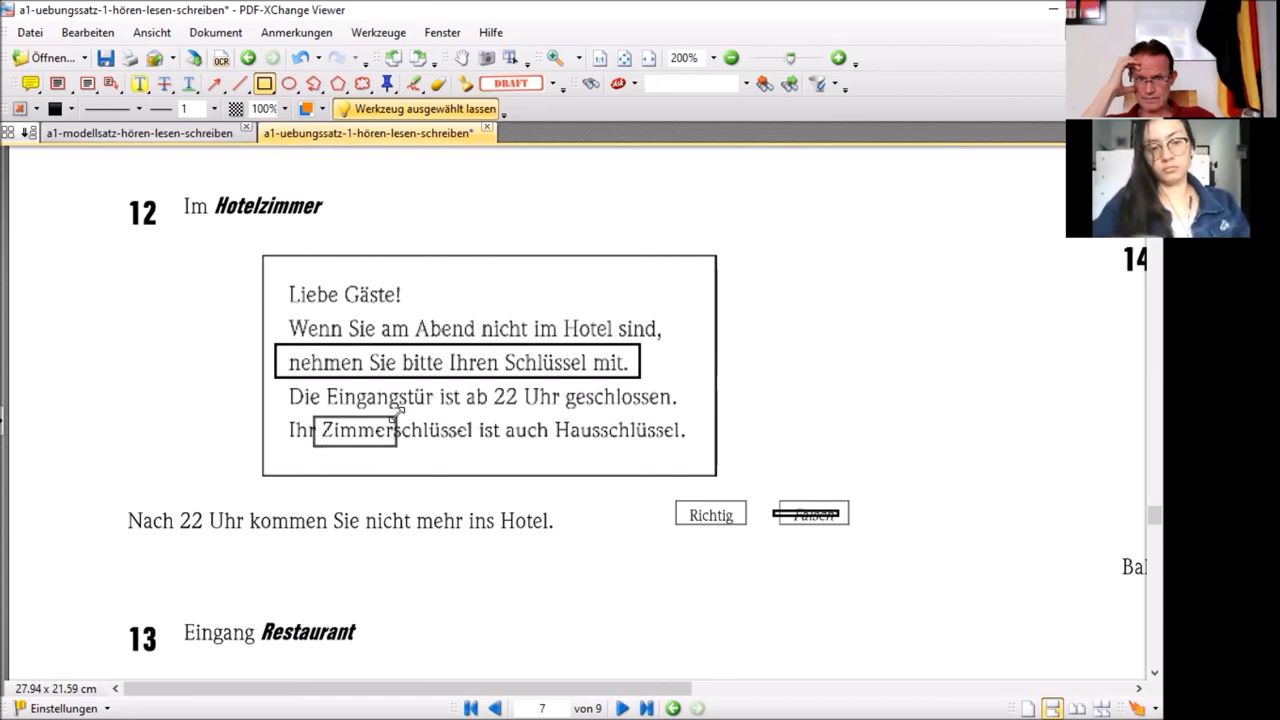 a1-uebungssatz-1-hören-lesen-schreiben* - PDF-XChange Viewer
Datei Bearbeiten Ansicht Dokument Anmerkungen Werkzeuge Fenster Hilfe
Öffnen... OCR 200%
DRAFT
1 100% Werkzeug ausgewählt lassen
a1-modellsatz-hören-lesen-schreiben a1-uebungssatz-1-hören-lesen-schreiben*
12 Im Hotelzimmer
Liebe Gäste!
Wenn Sie am Abend nicht im Hotel sind,
nehmen Sie bitte Ihren Schlüssel mit.
Die Eingangstür ist ab 22 Uhr geschlossen.
Ihr Zimmerschlüssel ist auch Hausschlüssel.
Nach 22 Uhr kommen Sie nicht mehr ins Hotel. Richtig Falsch
13 Eingang Restaurant
14
Bal
27.94 x 21.59 cm
Einstellungen 7 von 9